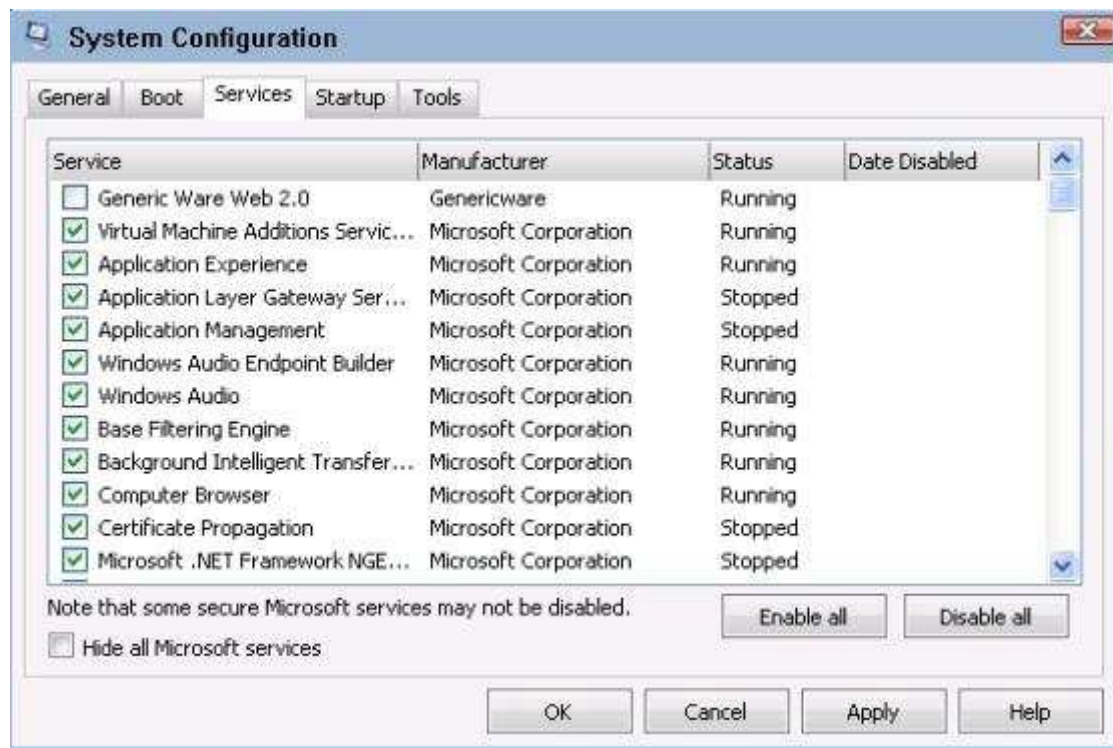 System Configuration
General Boot Services Startup Tools
Service Manufacturer Status Date Disabled
Generic Ware Web 2.0 Genericware Running
Virtual Machine Additions Servic... Microsoft Corporation Running
Application Experience Microsoft Corporation Running
Application Layer Gateway Ser... Microsoft Corporation Stopped
Application Management Microsoft Corporation Stopped
Windows Audio Endpoint Builder Microsoft Corporation Running
Windows Audio Microsoft Corporation Running
Base Filtering Engine Microsoft Corporation Running
Background Intelligent Transfer... Microsoft Corporation Running
Computer Browser Microsoft Corporation Running
Certificate Propagation Microsoft Corporation Stopped
Microsoft .NET Framework NGE... Microsoft Corporation Stopped
Note that some secure Microsoft services may not be disabled.
Enable all Disable all
Hide all Microsoft services
OK Cancel Apply Help